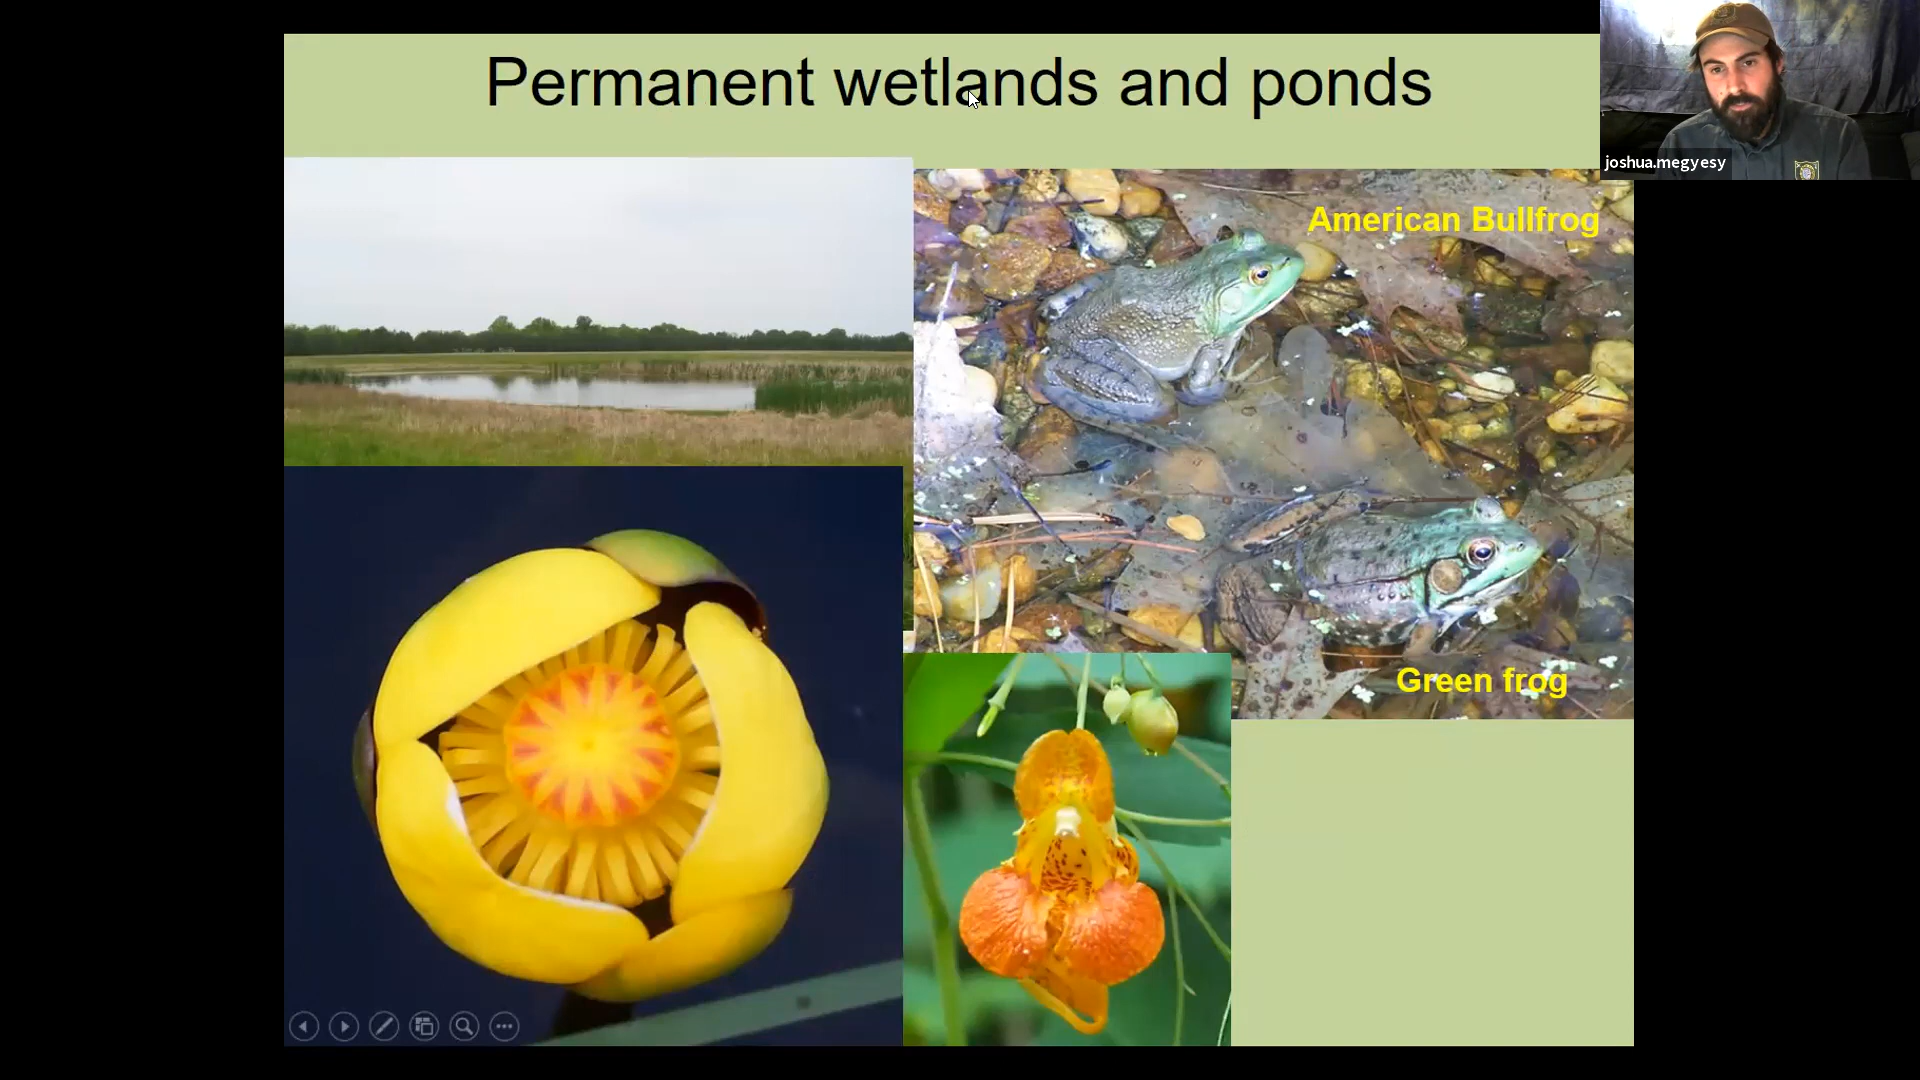 Permanent wetlands and ponds
joshua.megyesy
American Bullfrog
Green frog